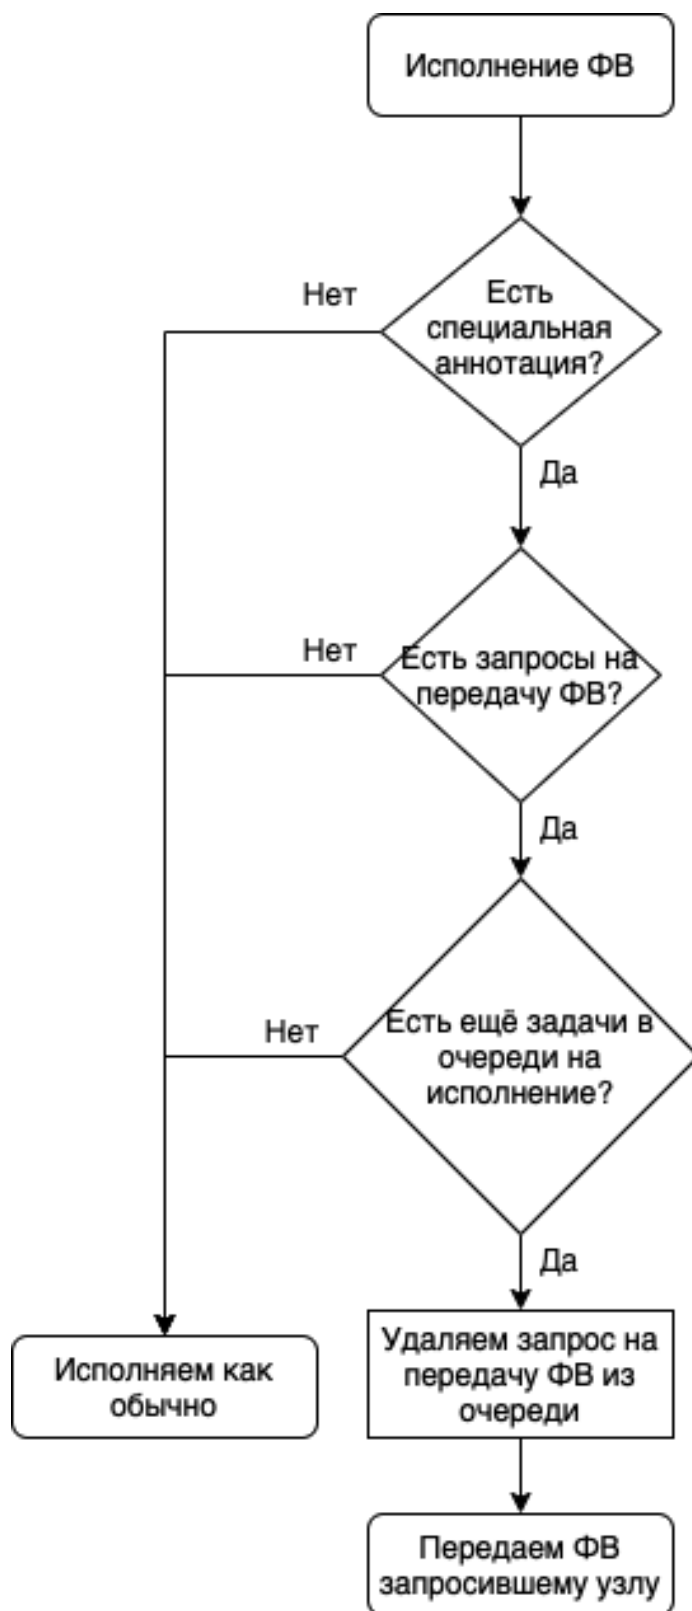 Исполнение ФВ
Нет
Есть
специальная
аннотация?
Да
Нет
Есть запросы на
передачу ФВ?
Да
Нет
Есть ещё задачи в
очереди на
исполнение?
Да
Исполняем как
обычно
Удаляем запрос на
передачу ФВ из
очереди
Передаем ФВ
запросившему узлу